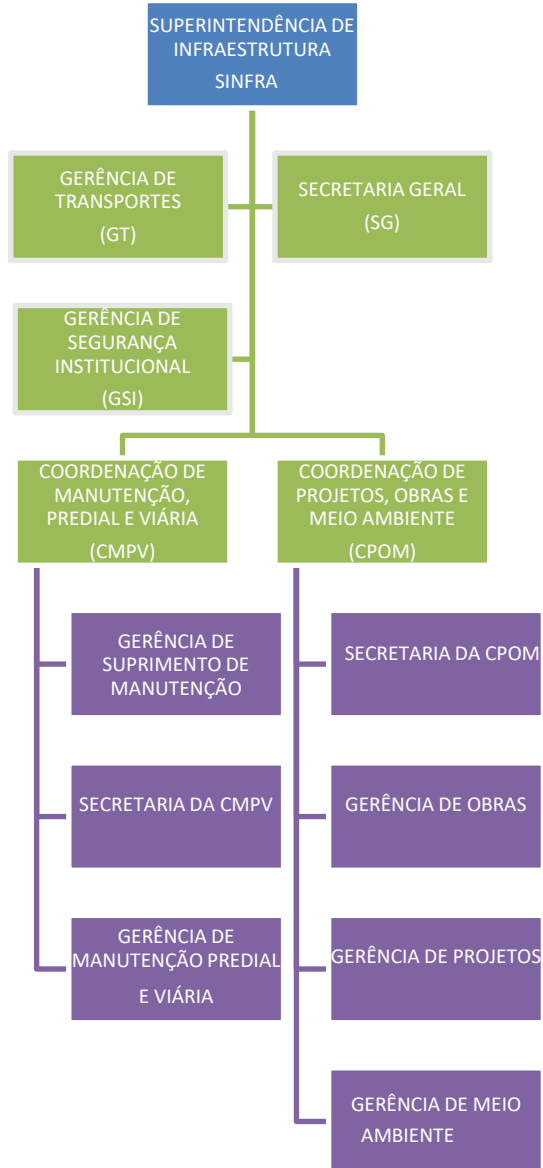 SUPERINTENDÊNCIA DE
INFRAESTRUTURA
SINFRA
GERÊNCIA DE
TRANSPORTES
(GT)
SECRETARIA GERAL
(SG)
GERÊNCIA DE
SEGURANÇA
INSTITUCIONAL
(GSI)
COORDENAÇÃO DE
MANUTENÇÃO,
PREDIAL E VIÁRIA
(CMPV)
COORDENAÇÃO DE
PROJETOS, OBRAS E
MEIO AMBIENTE
(CPOM)
GERÊNCIA DE
SUPRIMENTO DE
MANUTENÇÃO
SECRETARIA DA CMPV
GERÊNCIA DE
MANUTENÇÃO PREDIAL
E VIÁRIA
SECRETARIA DA CPOM
GERÊNCIA DE OBRAS
GERÊNCIA DE PROJETOS
GERÊNCIA DE MEIO
AMBIENTE